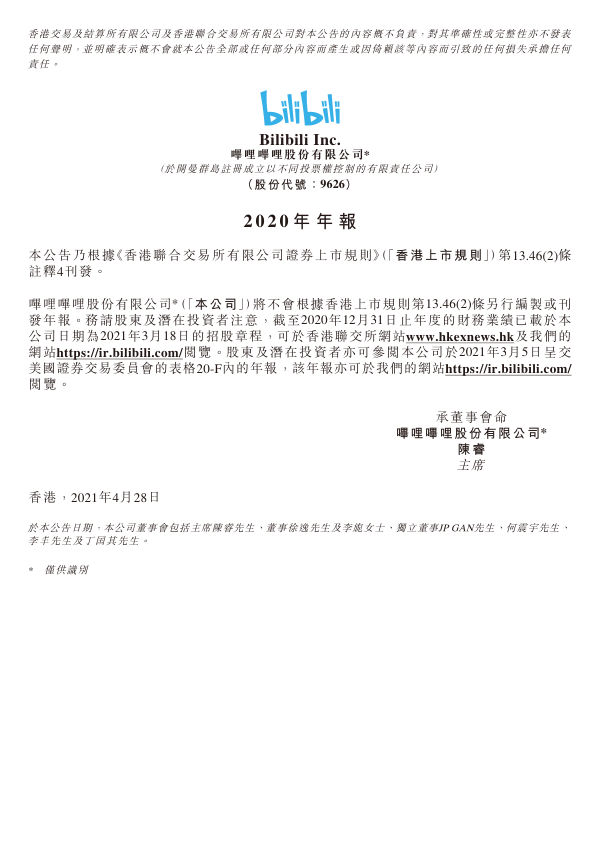 香港交易及結算所有限公司及香港聯合交易所有限公司對本公告的內容概不負責，對其準確性或完整性亦不發表
任何聲明，並明確表示概不會就本公告全部或任何部分內容而產生或因倚賴該等內容而引致的任何損失承擔任何
責任。
bilibili
Bilibili Inc.
嗶哩嗶哩股份有限公司*
(於開曼群島註冊成立以不同投票權控制的有限責任公司)
（股份代號：9626）
2020年年報
本公告乃根據《香港聯合交易所有限公司證券上市規則》(「香港上市規則」) 第13.46(2)條
註釋4刊發。
嗶哩嗶哩股份有限公司* (「本公司」) 將不會根據香港上市規則第13.46(2)條另行編製或刊
發年報。務請股東及潛在投資者注意，截至2020年12月31日止年度的財務業績已載於本
公司日期為2021年3月18日的招股章程，可於香港聯交所網站www.hkexnews.hk及我們的
網站https://ir.bilibili.com/閱覽。股東及潛在投資者亦可參閱本公司於2021年3月5日呈交
美國證券交易委員會的表格20-F內的年報，該年報亦可於我們的網站https://ir.bilibili.com/
閱覽。
承董事會命
嗶哩嗶哩股份有限公司*
陳睿
主席
香港，2021年4月28日
於本公告日期，本公司董事會包括主席陳睿先生、董事徐逸先生及李旎女士、獨立董事JP GAN先生、何震宇先生、
李丰先生及丁国其先生。
* 僅供識別